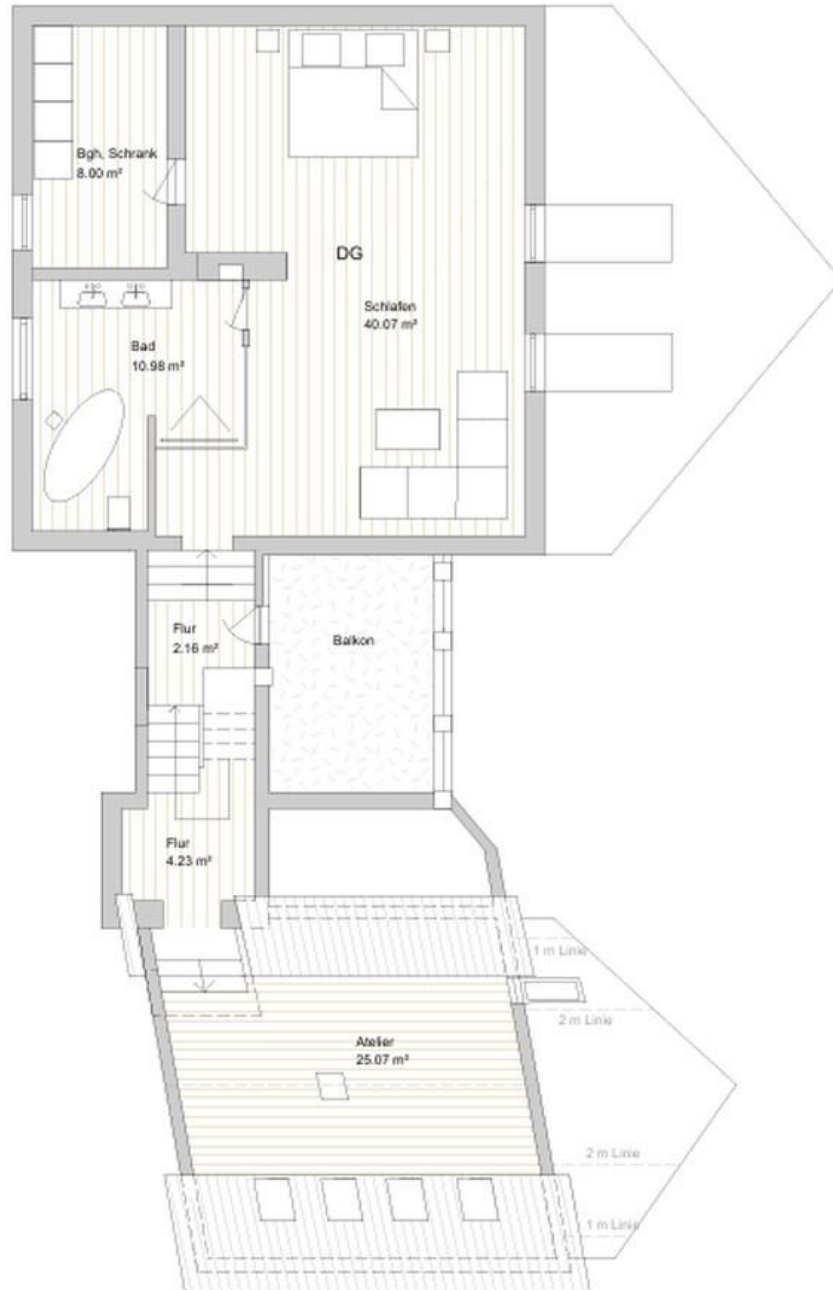 Bgh. Schrank
8.00 m²
DG
Schlafen
40.07 m²
Bad
10.98 m²
Flur
2.16 m²
Balkon
Flur
4.23 m²
1 m Linie
2 m Linie
Atelier
25.07 m²
2 m Linie
1 m Linie